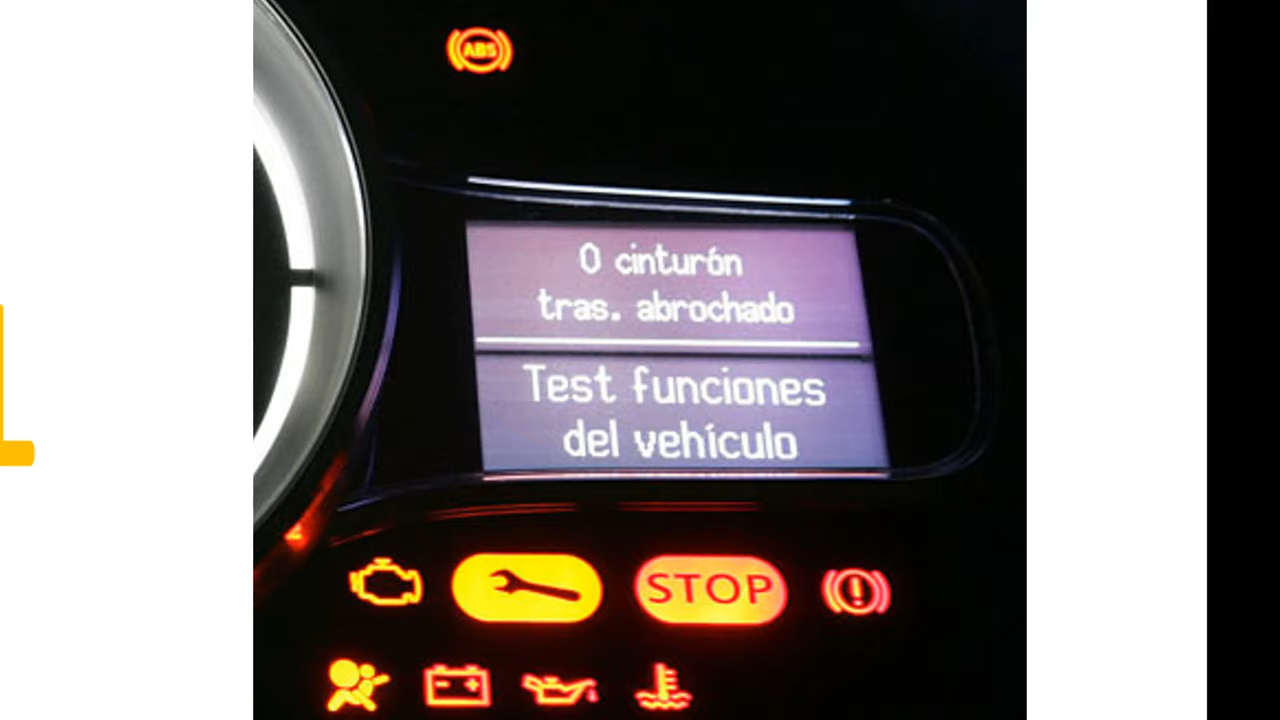 ABS
0 cinturón
tras. abrochado
Test funciones
del vehículo
STOP